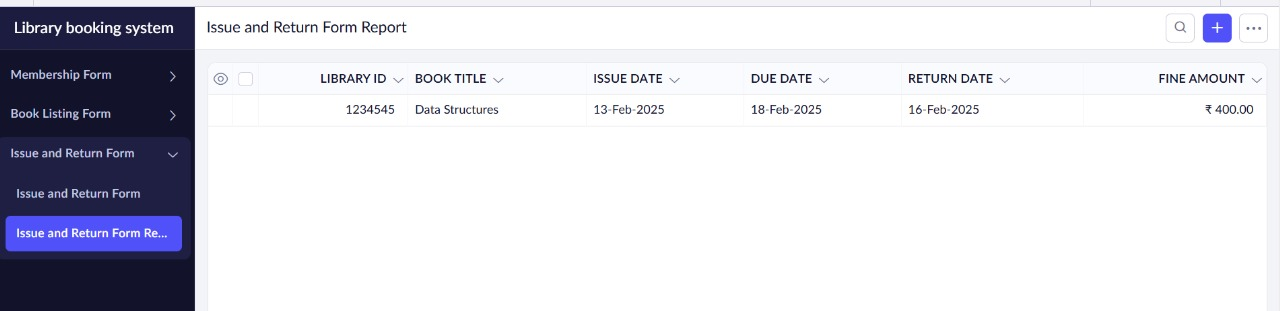 Library booking system
Issue and Return Form Report
Membership Form
Book Listing Form
Issue and Return Form
Issue and Return Form
Issue and Return Form Re...
LIBRARY ID BOOK TITLE ISSUE DATE DUE DATE RETURN DATE FINE AMOUNT
1234545 Data Structures 13-Feb-2025 18-Feb-2025 16-Feb-2025 ₹ 400.00